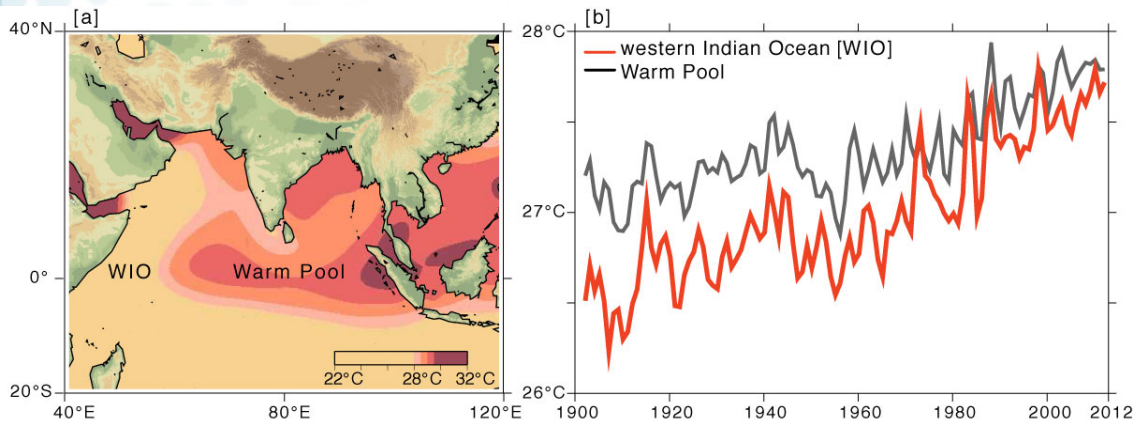 [a]
40°N
0°
20°S
40°E
80°E
120°E
WIO
Warm Pool
22°C
28°C
32°C
[b]
28°C
27°C
26°C
western Indian Ocean [WIO]
Warm Pool
1900
1920
1940
1960
1980
2000
2012